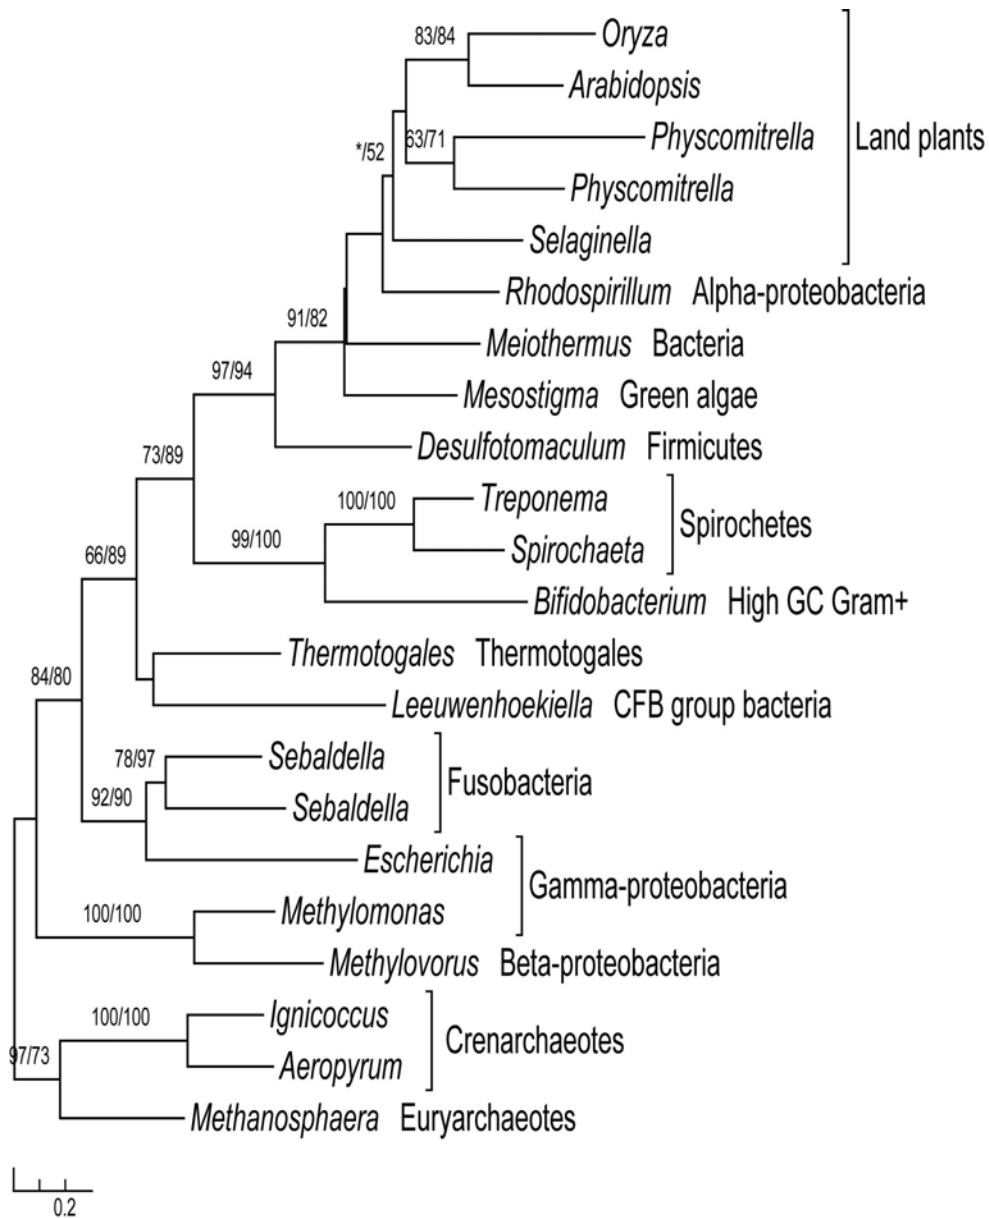 83/84
Oryza
Arabidopsis
63/71
Physcomitrella
Land plants
*/52
Physcomitrella
Selaginella
Rhodospirillum Alpha-proteobacteria
91/82
Meiothermus Bacteria
97/94
Mesostigma Green algae
Desulfotomaculum Firmicutes
73/89
100/100
Treponema
Spirochetes
99/100
Spirochaeta
66/89
Bifidobacterium High GC Gram+
Thermotogales Thermotogales
84/80
Leeuwenhoekiella CFB group bacteria
78/97
Sebaldella
Fusobacteria
92/90
Sebaldella
Escherichia
Gamma-proteobacteria
100/100
Methylomonas
Methylovorus Beta-proteobacteria
100/100
Ignicoccus
Crenarchaeotes
97/73
Aeropyrum
Methanosphaera Euryarchaeotes
0.2